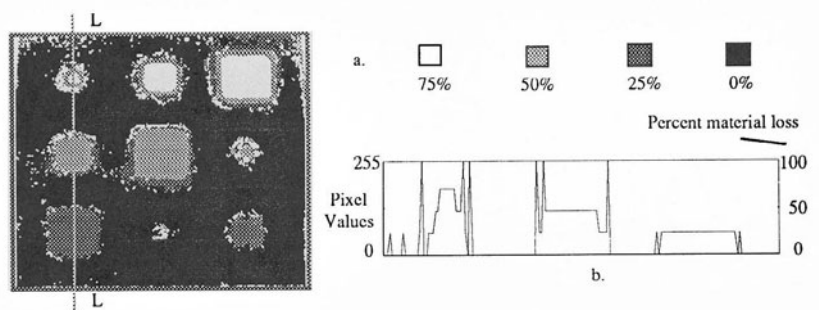 L
a.
75% 50% 25% 0%
Percent material loss
255 100
Pixel
Values
50
0 0
b.
L